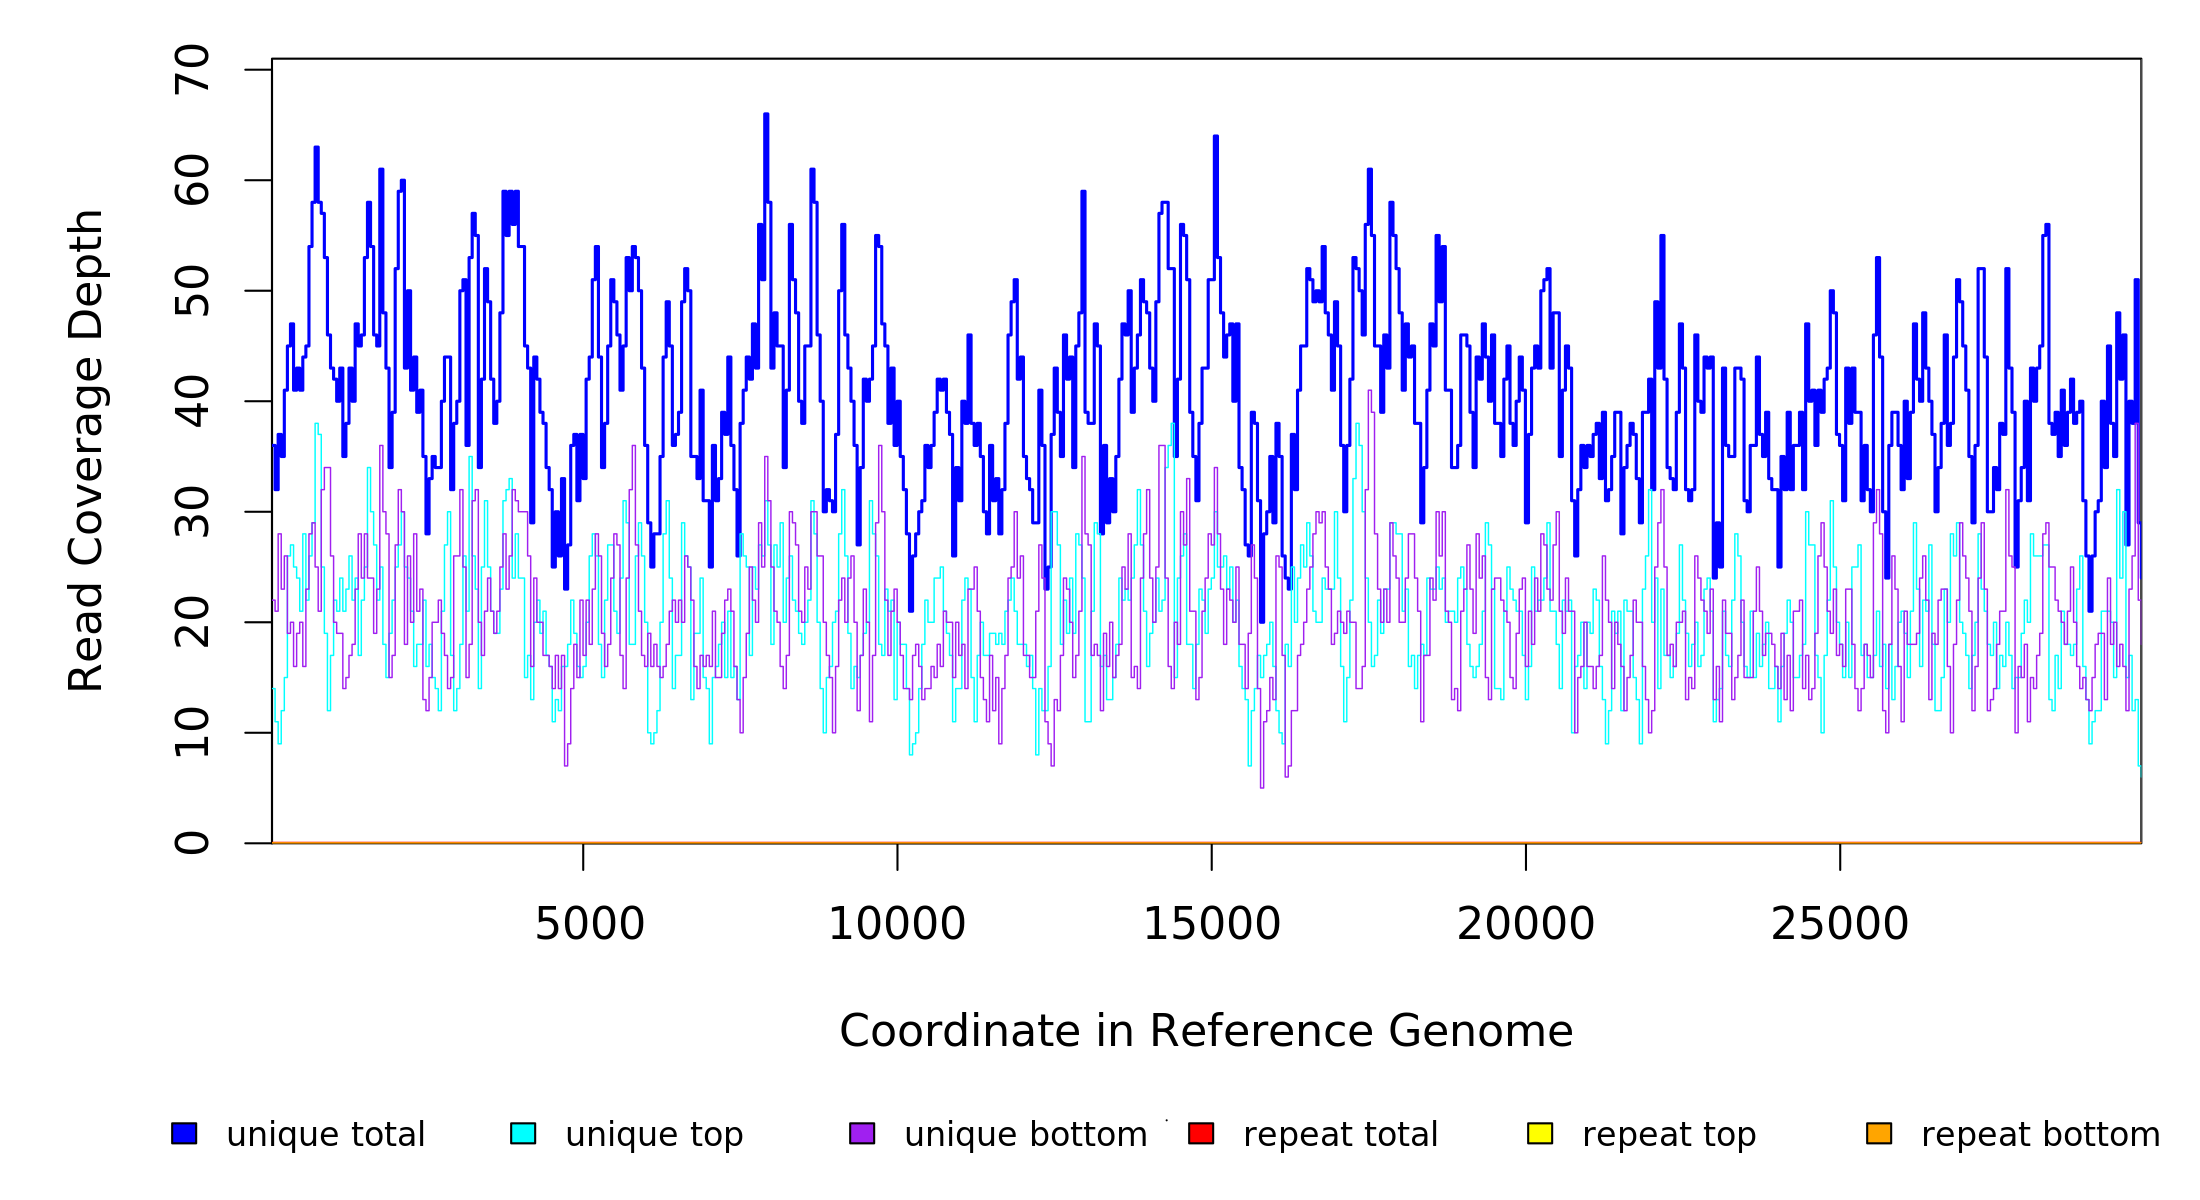 70
60
50
40
30
20
10
0
Read Coverage Depth
5000 10000 15000 20000 25000
Coordinate in Reference Genome
unique total unique top unique bottom repeat total repeat top repeat bottom